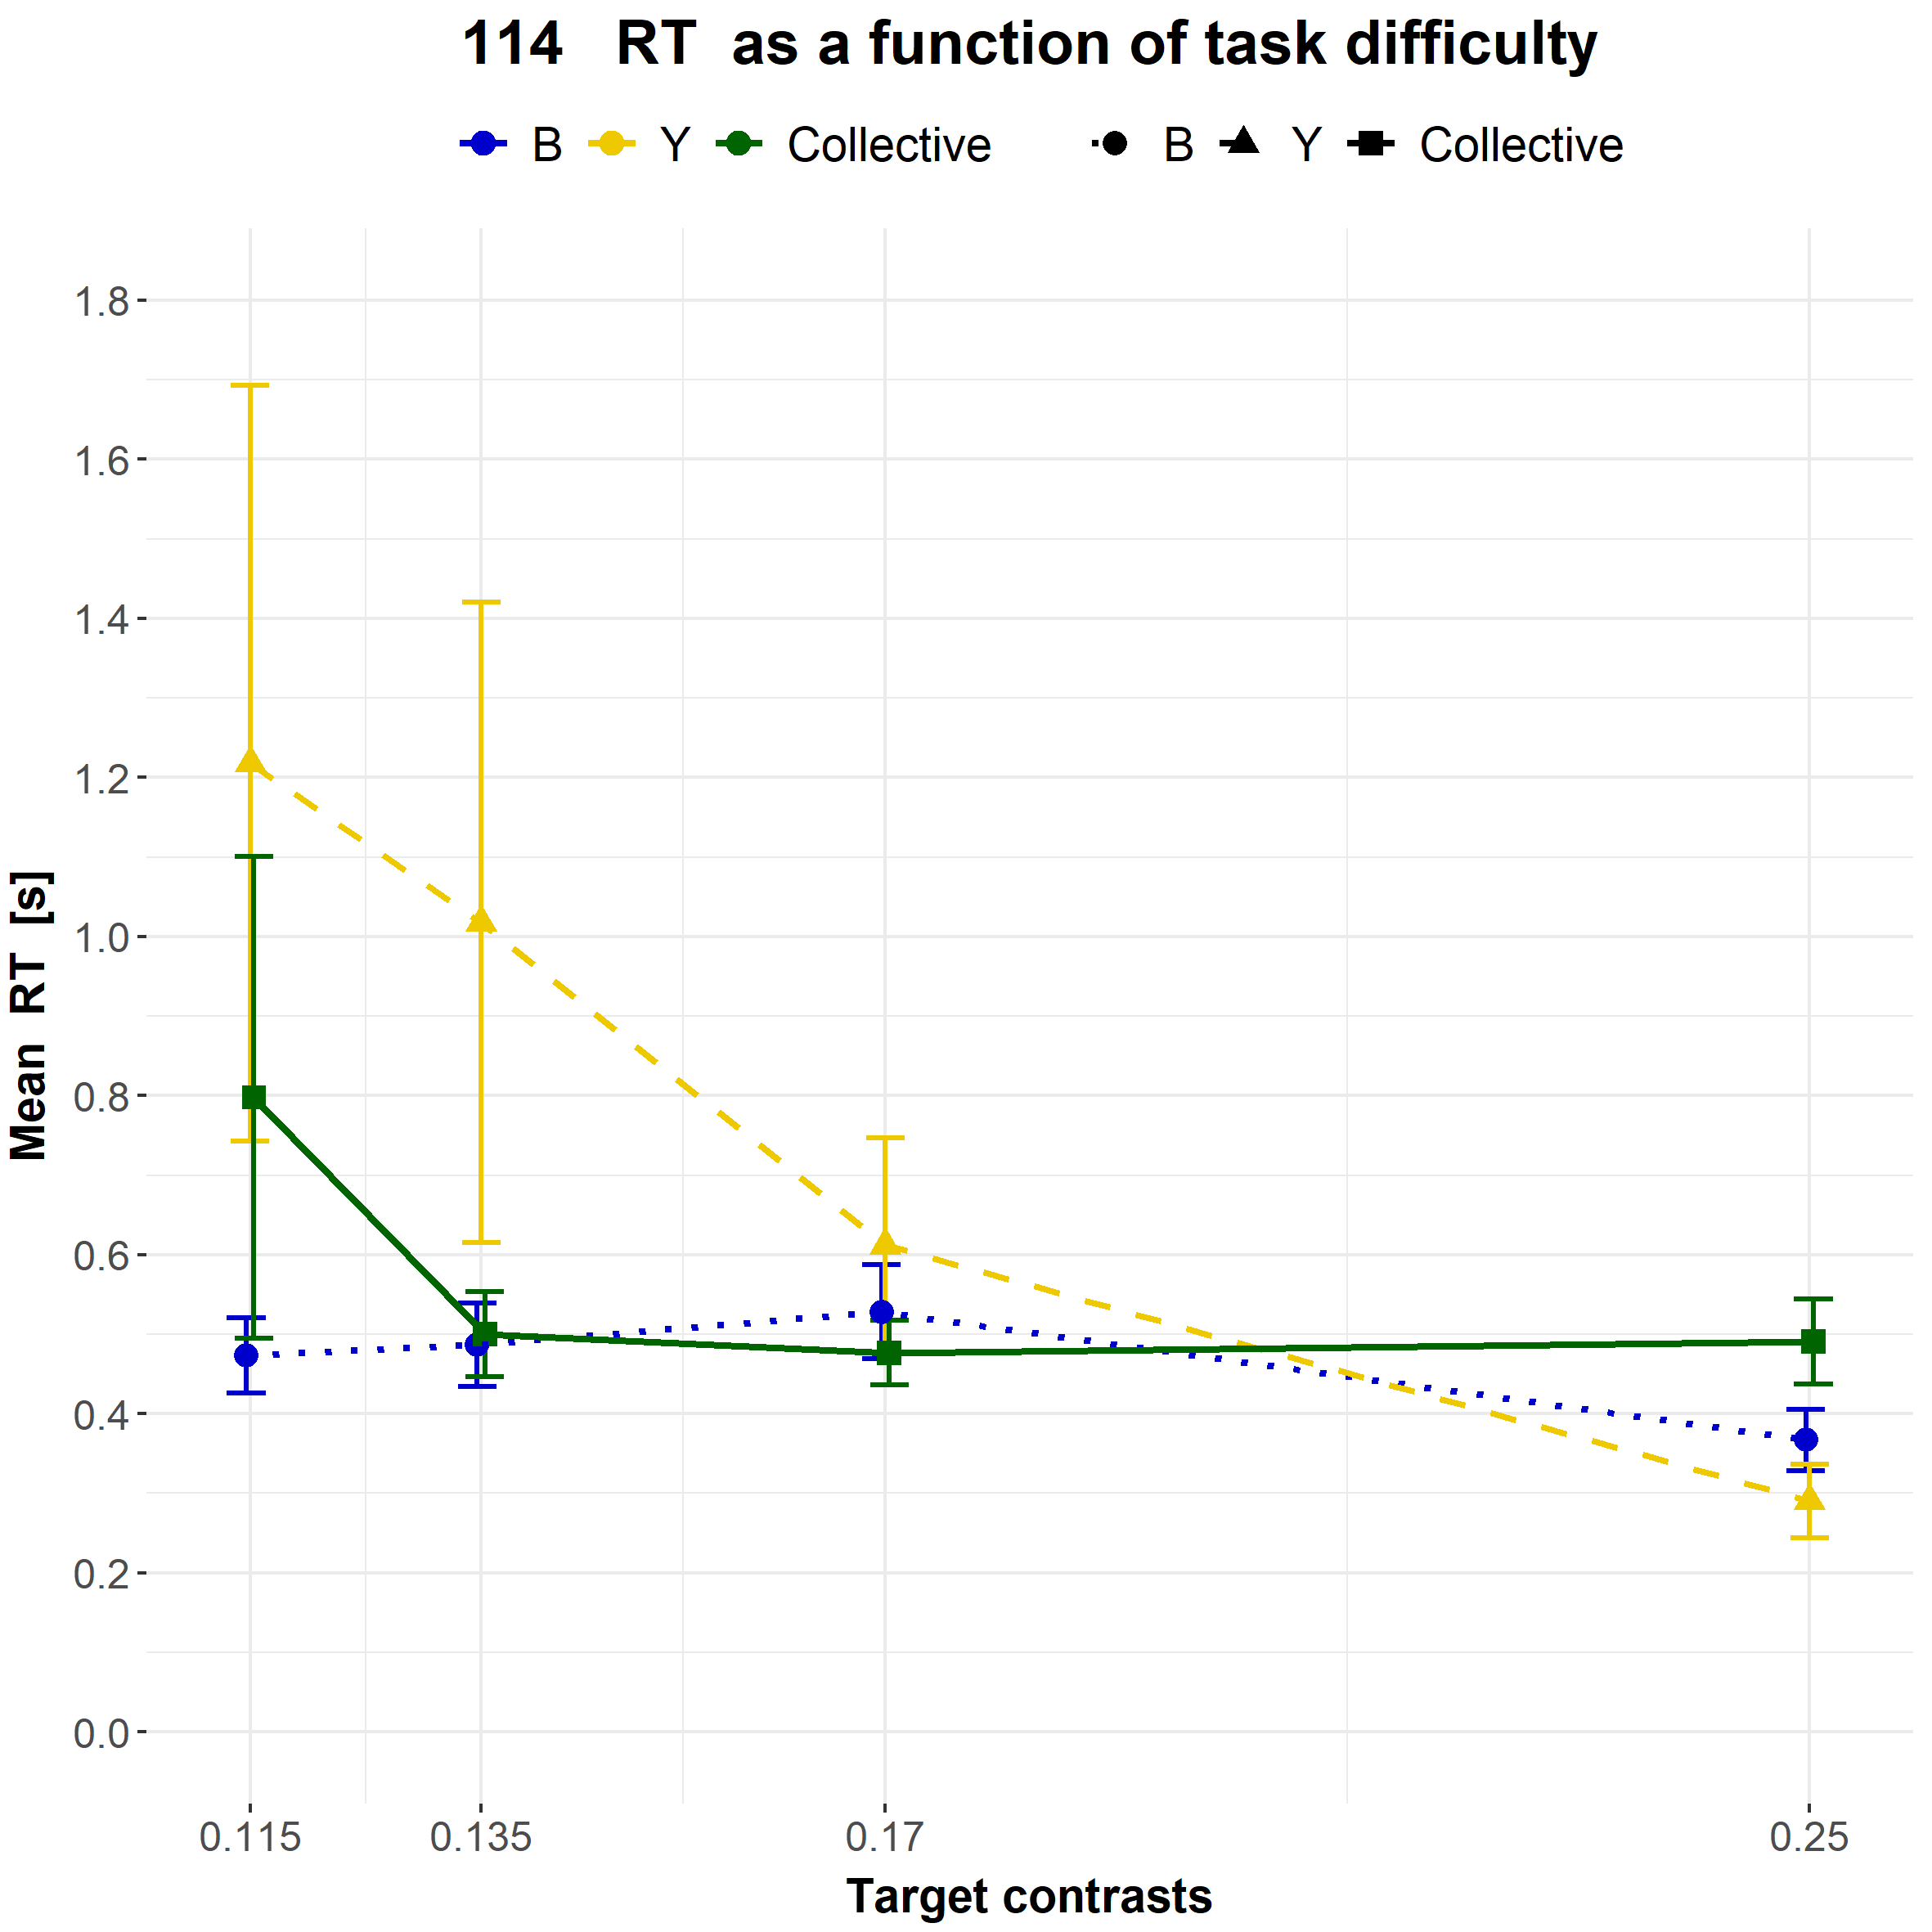 114 RT as a function of task difficulty
B Y Collective B Y Collective
1.8
1.6
1.4
1.2
1.0
0.8
0.6
0.4
0.2
0.0
Mean RT [s]
0.115 0.135 0.17 0.25
Target contrasts